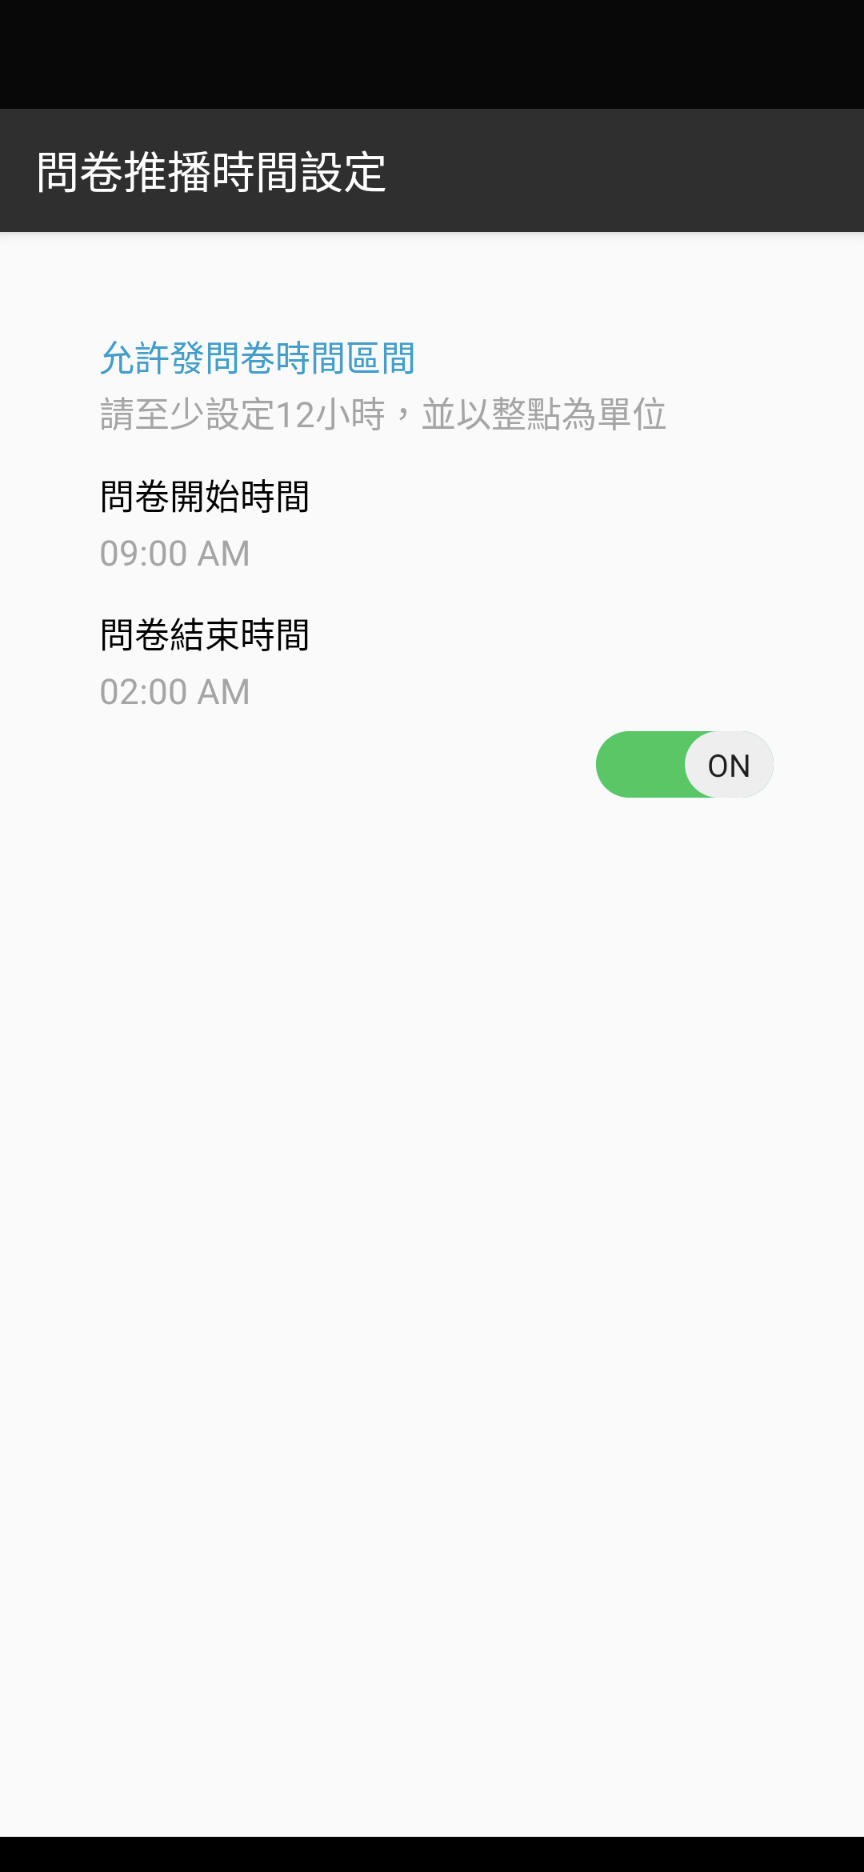 問卷推播時間設定
允許發問卷時間區間
請至少設定12小時，並以整點為單位
問卷開始時間
09:00 AM
問卷結束時間
02:00 AM
ON